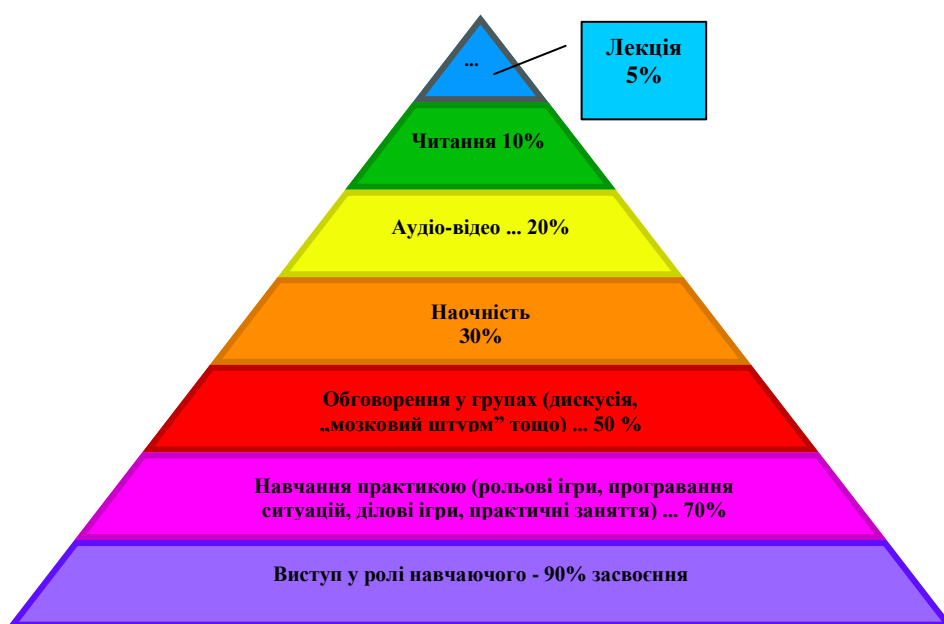 ...
Лекція
5%
Читання 10%
Аудіо-відео ... 20%
Наочність
30%
Обговорення у групах (дискусія,
„мозковий штурм” тощо) ... 50 %
Навчання практикою (рольові ігри, програвання
ситуацій, ділові ігри, практичні заняття) ... 70%
Виступ у ролі навчаючого - 90% засвоєння